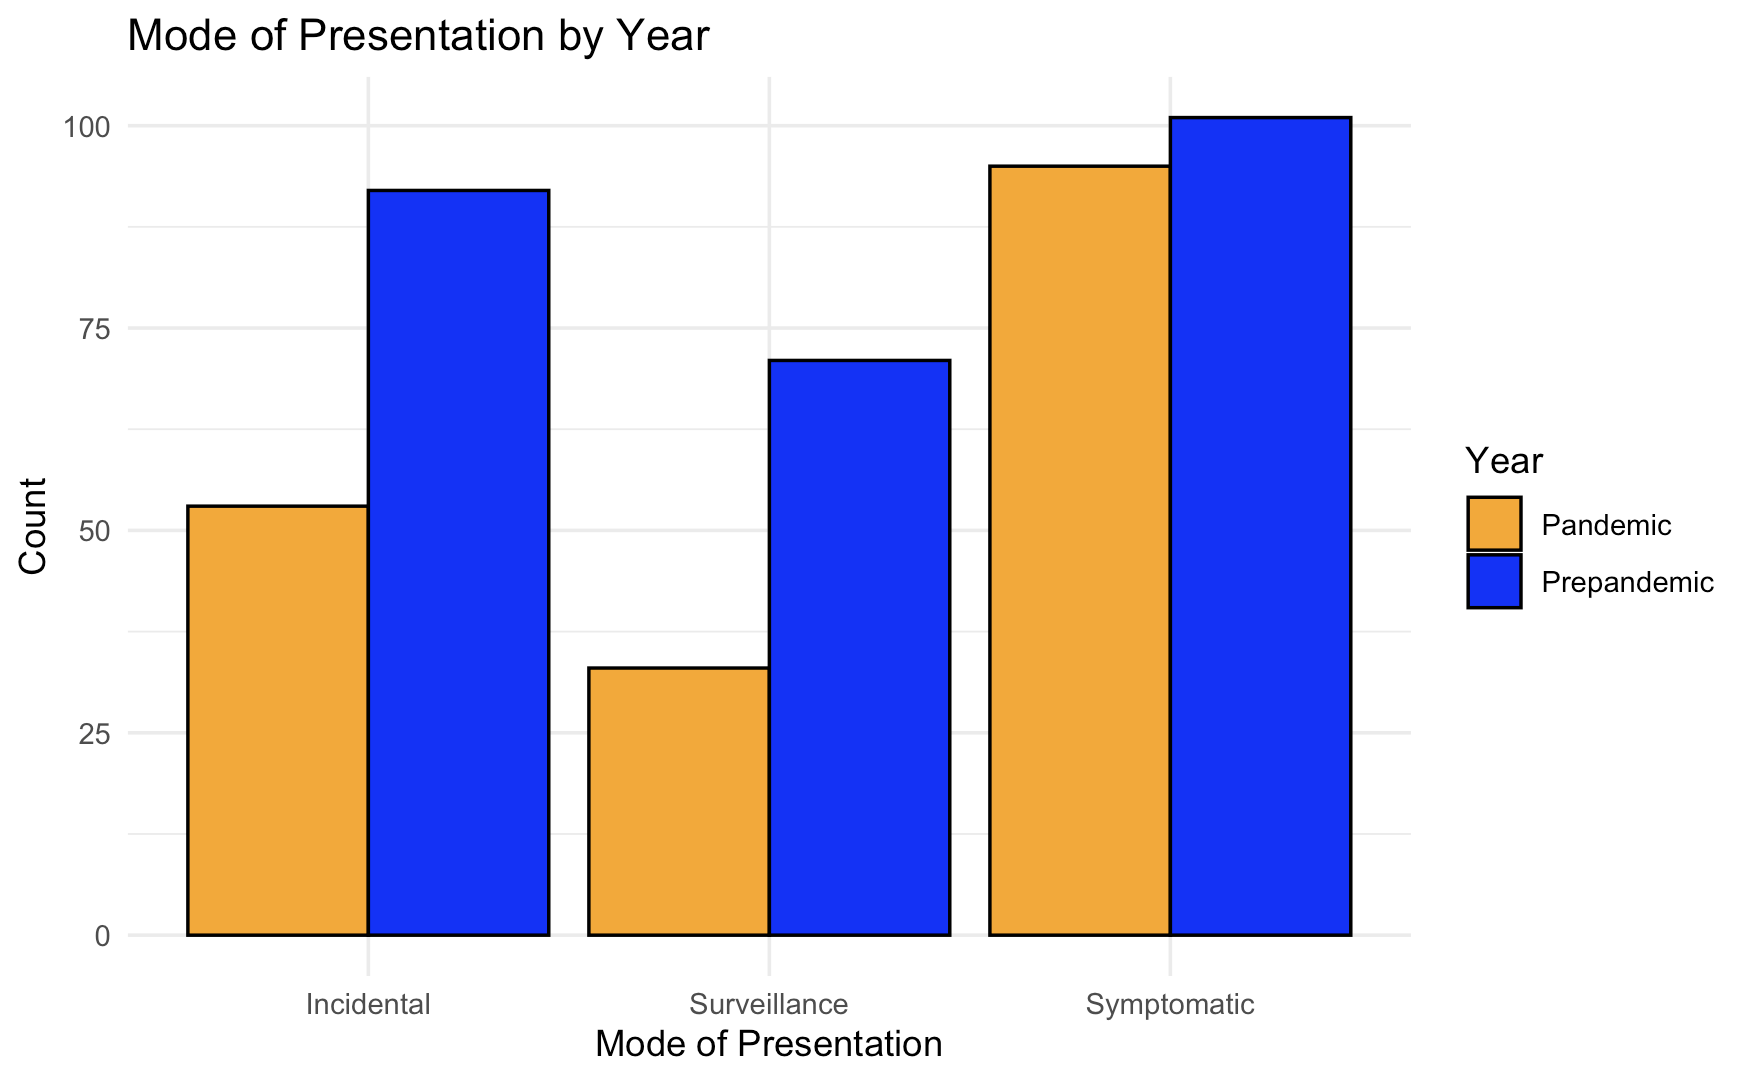 Mode of Presentation by Year
100
75
50
25
0
Count
Incidental
Surveillance
Symptomatic
Mode of Presentation
Year
Pandemic
Prepandemic